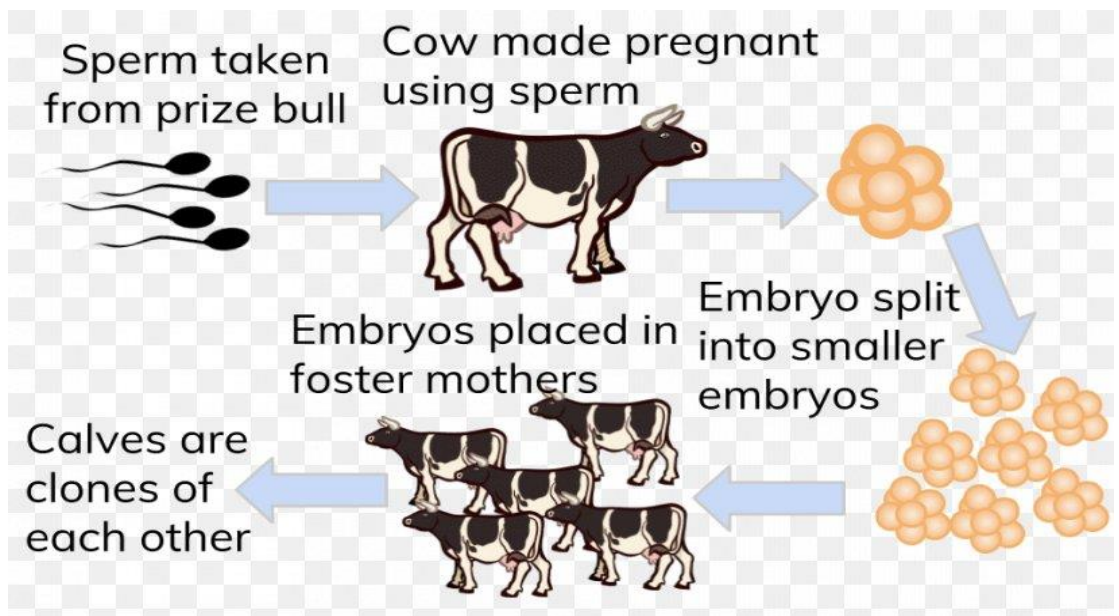 Sperm taken
from prize bull
Cow made pregnant
using sperm
Embryo split
into smaller
embryos
Embryos placed in
foster mothers
Calves are
clones of
each other